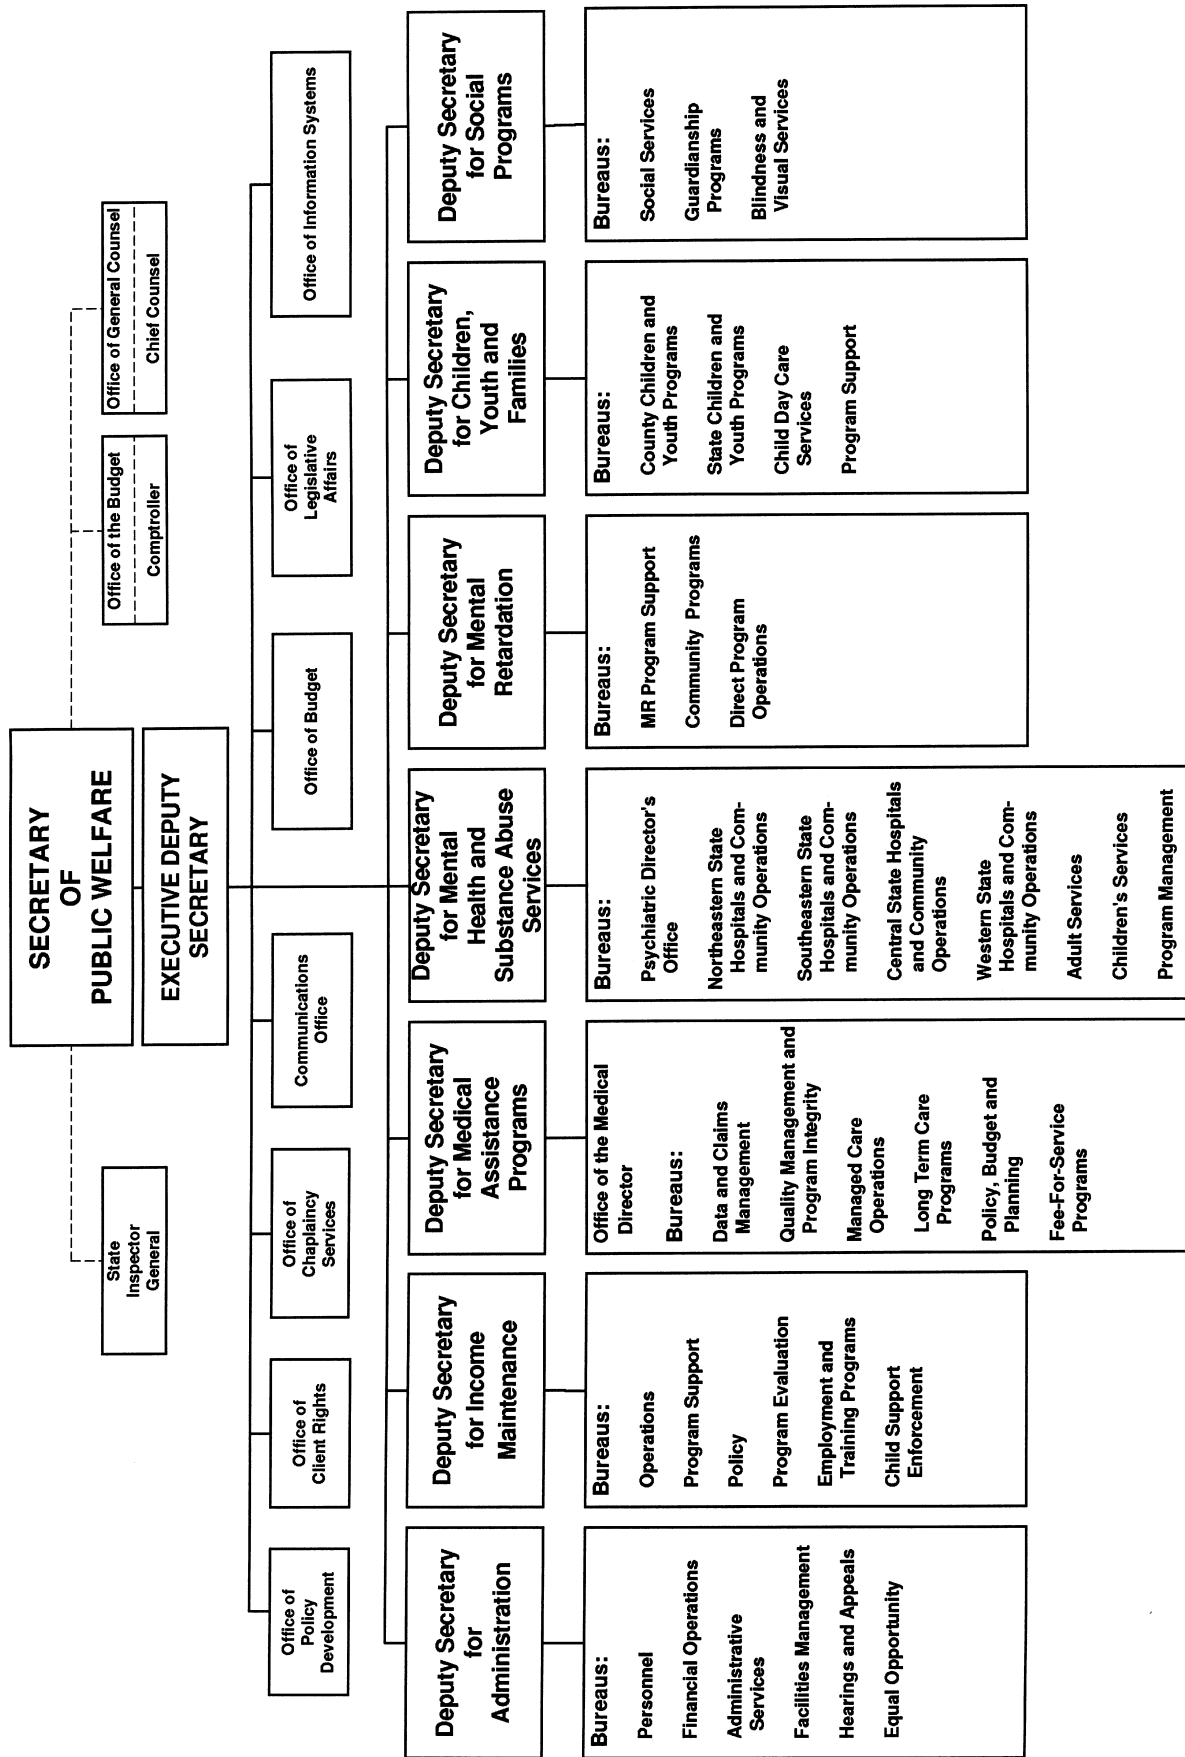 SECRETARY
OF
PUBLIC WELFARE
EXECUTIVE DEPUTY
SECRETARY
State
Inspector
General
Office of the Budget
Comptroller
Office of General Counsel
Chief Counsel
Office of
Policy
Development
Office of
Client Rights
Office of
Chaplaincy
Services
Communications
Office
Office of Budget
Office of
Legislative
Affairs
Office of Information Systems
Deputy Secretary
for
Administration
Bureaus:
Personnel
Financial Operations
Administrative
Services
Facilities Management
Hearings and Appeals
Equal Opportunity
Deputy Secretary
for Income
Maintenance
Bureaus:
Operations
Program Support
Policy
Program Evaluation
Employment and
Training Programs
Child Support
Enforcement
Deputy Secretary
for Medical
Assistance
Programs
Office of the Medical
Director
Bureaus:
Data and Claims
Management
Quality Management and
Program Integrity
Managed Care
Operations
Long Term Care
Programs
Policy, Budget and
Planning
Fee-For-Service
Programs
Deputy Secretary
for Mental
Health and
Substance Abuse
Services
Bureaus:
Psychiatric Director's
Office
Northeastern State
Hospitals and Com-
munity Operations
Southeastern State
Hospitals and Com-
munity Operations
Central State Hospitals
and Community
Operations
Western State
Hospitals and Com-
munity Operations
Adult Services
Children's Services
Program Management
Deputy Secretary
for Mental
Retardation
Bureaus:
MR Program Support
Community Programs
Direct Program
Operations
Deputy Secretary
for Children,
Youth and
Families
Bureaus:
County Children and
Youth Programs
State Children and
Youth Programs
Child Day Care
Services
Program Support
Deputy Secretary
for Social
Programs
Bureaus:
Social Services
Guardianship
Programs
Blindness and
Visual Services